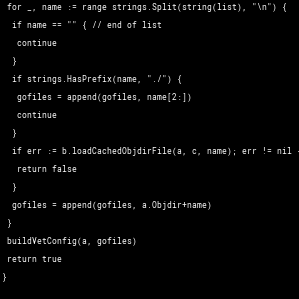 for _, name := range strings.Split(string(list), "\n") {
if name == "" { // end of list
continue
}
if strings.HasPrefix(name, "./") {
gofiles = append(gofiles, name[2:])
continue
}
if err := b.loadCachedObjdirFile(a, c, name); err != nil
return false
}
gofiles = append(gofiles, a.Objdir+name)
}
buildVetConfig(a, gofiles)
return true
}